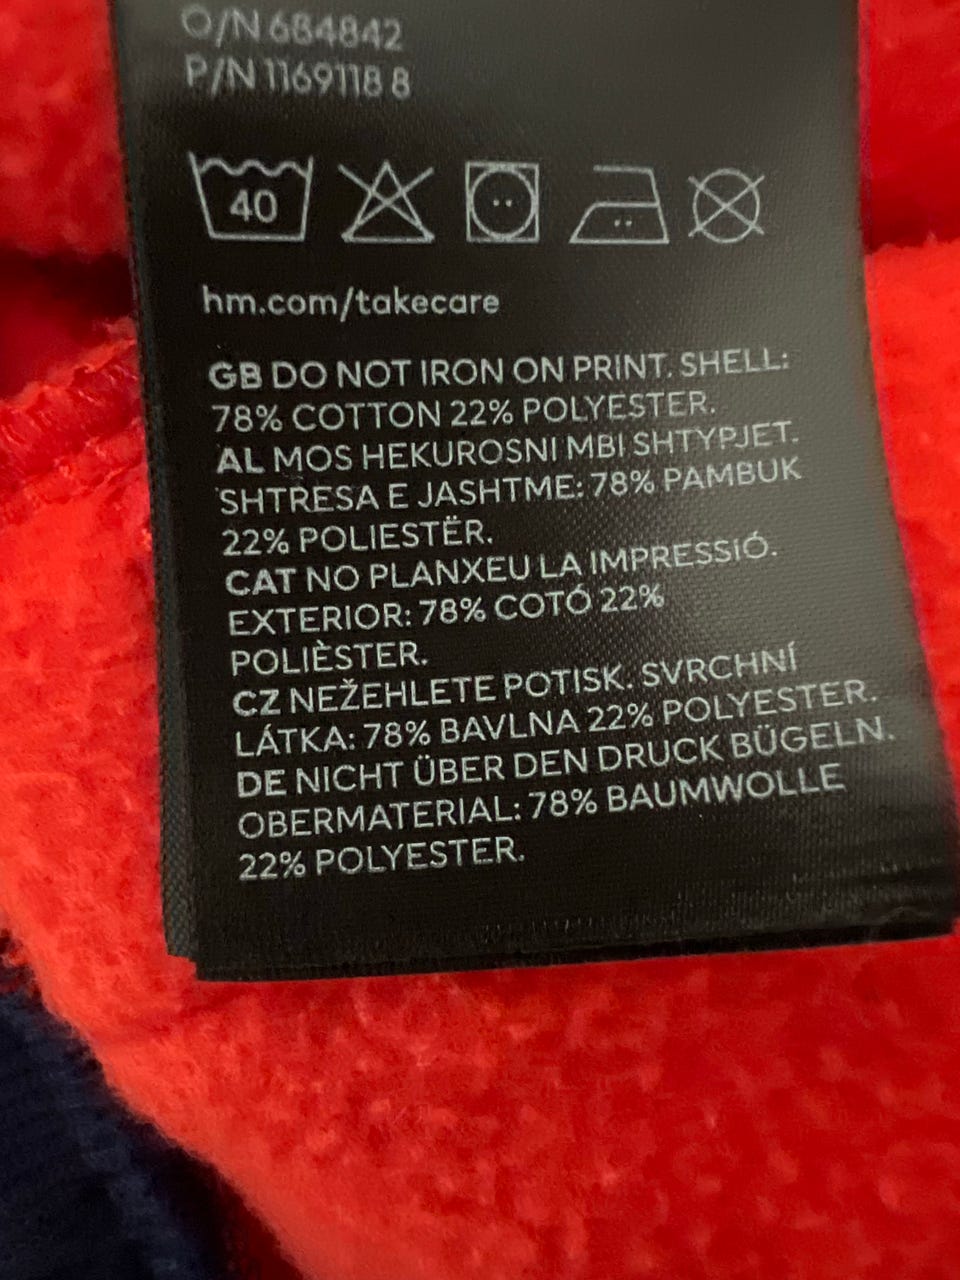 O/N 684842
P/N 1169118 8
40
hm.com/takecare
GB DO NOT IRON ON PRINT. SHELL:
78% COTTON 22% POLYESTER.
AL MOS HEKUROSNI MBI SHTYPJET.
SHTRESA E JASHTME: 78% PAMBUK
22% POLIESTËR.
CAT NO PLANXEU LA IMPRESSIÓ.
EXTERIOR: 78% COTÓ 22%
POLIÈSTER.
CZ NEŽEHLETE POTISK. SVRCHNÍ
LÁTKA: 78% BAVLNA 22% POLYESTER.
DE NICHT ÜBER DEN DRUCK BÜGELN.
OBERMATERIAL: 78% BAUMWOLLE
22% POLYESTER.